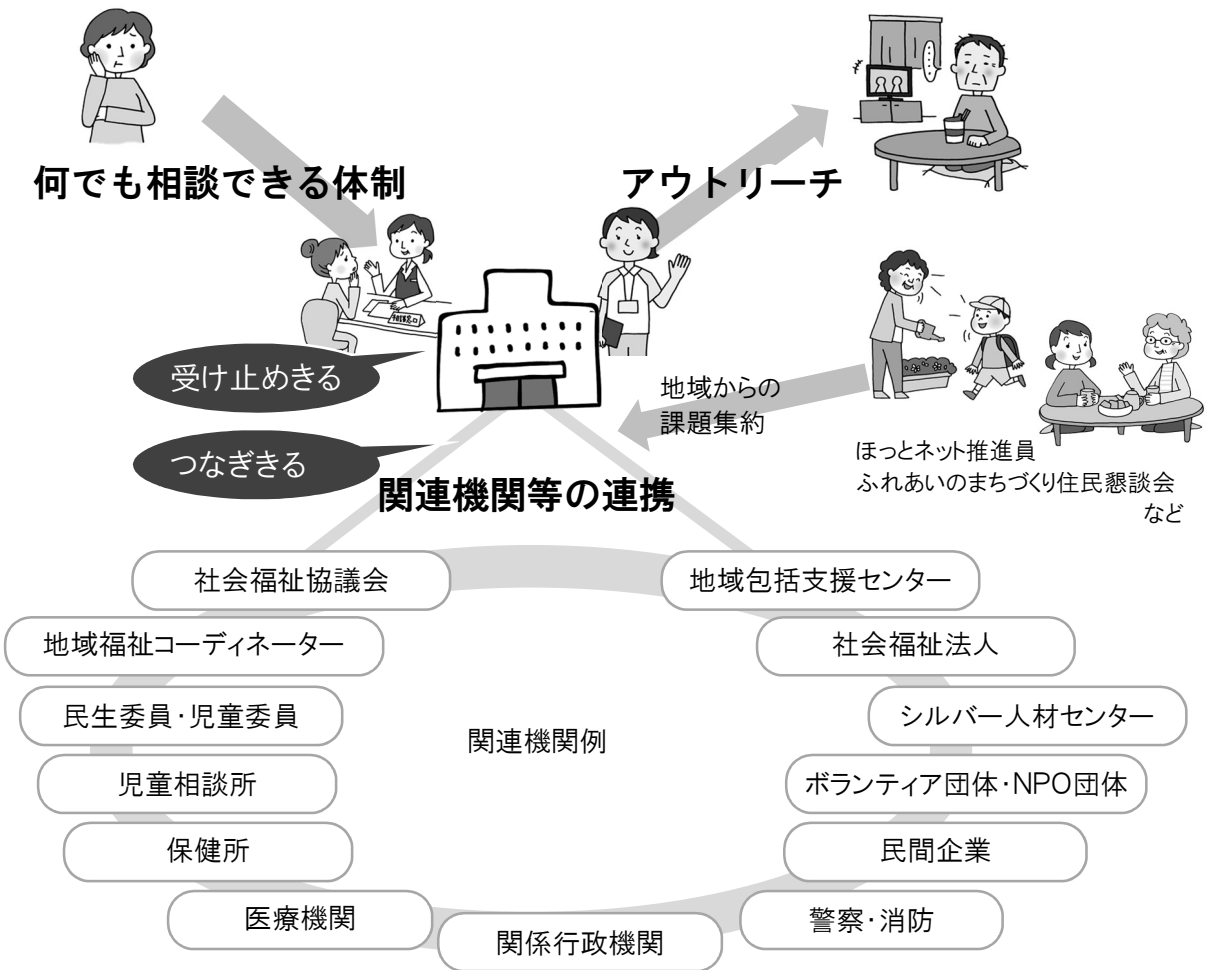 何でも相談できる体制
アウトリーチ
受け止めきる
つなぎきる
地域からの
課題集約
ほっとネット推進員
ふれあいのまちづくり住民懇談会
など
関連機関等の連携
社会福祉協議会
地域包括支援センター
地域福祉コーディネーター
社会福祉法人
民生委員・児童委員
シルバー人材センター
関連機関例
児童相談所
ボランティア団体・NPO団体
保健所
民間企業
医療機関
警察・消防
関係行政機関